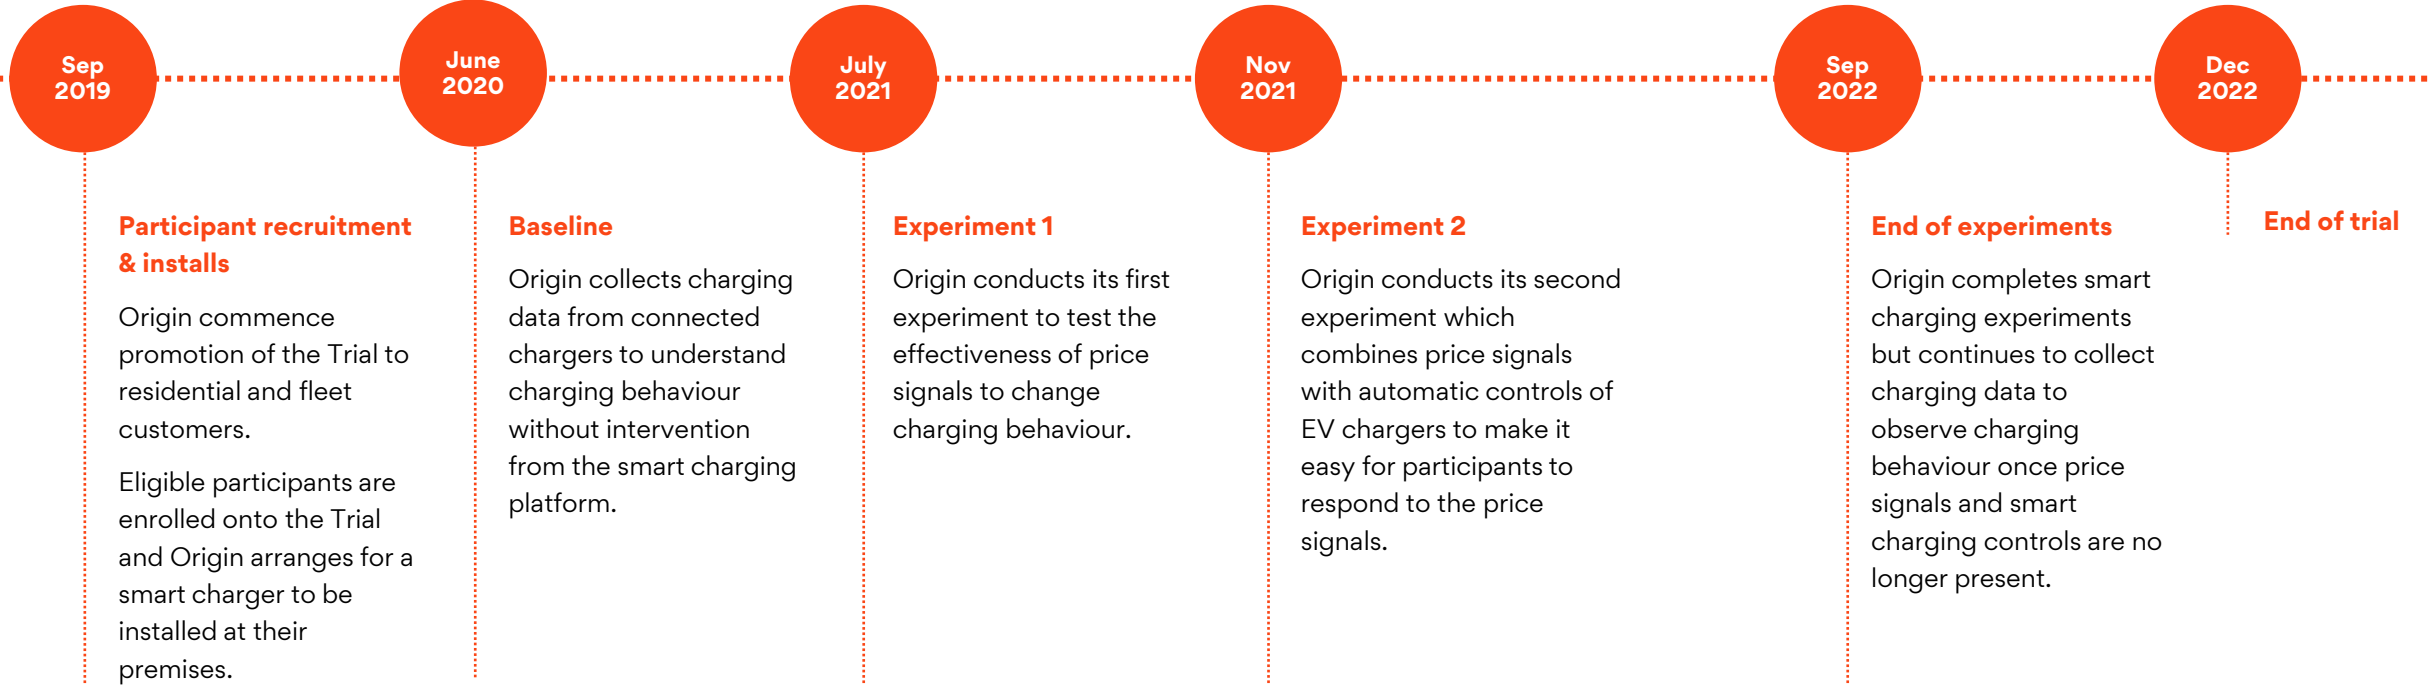 Sep
2019
June
2020
July
2021
Nov
2021
Sep
2022
Dec
2022
Participant recruitment
& installs
Origin commence
promotion of the Trial to
residential and fleet
customers.
Eligible participants are
enrolled onto the Trial
and Origin arranges for a
smart charger to be
installed at their
premises.
Baseline
Origin collects charging
data from connected
chargers to understand
charging behaviour
without intervention
from the smart charging
platform.
Experiment 1
Origin conducts its first
experiment to test the
effectiveness of price
signals to change
charging behaviour.
Experiment 2
Origin conducts its second
experiment which
combines price signals
with automatic controls of
EV chargers to make it
easy for participants to
respond to the price
signals.
End of experiments
Origin completes smart
charging experiments
but continues to collect
charging data to
observe charging
behaviour once price
signals and smart
charging controls are no
longer present.
End of trial